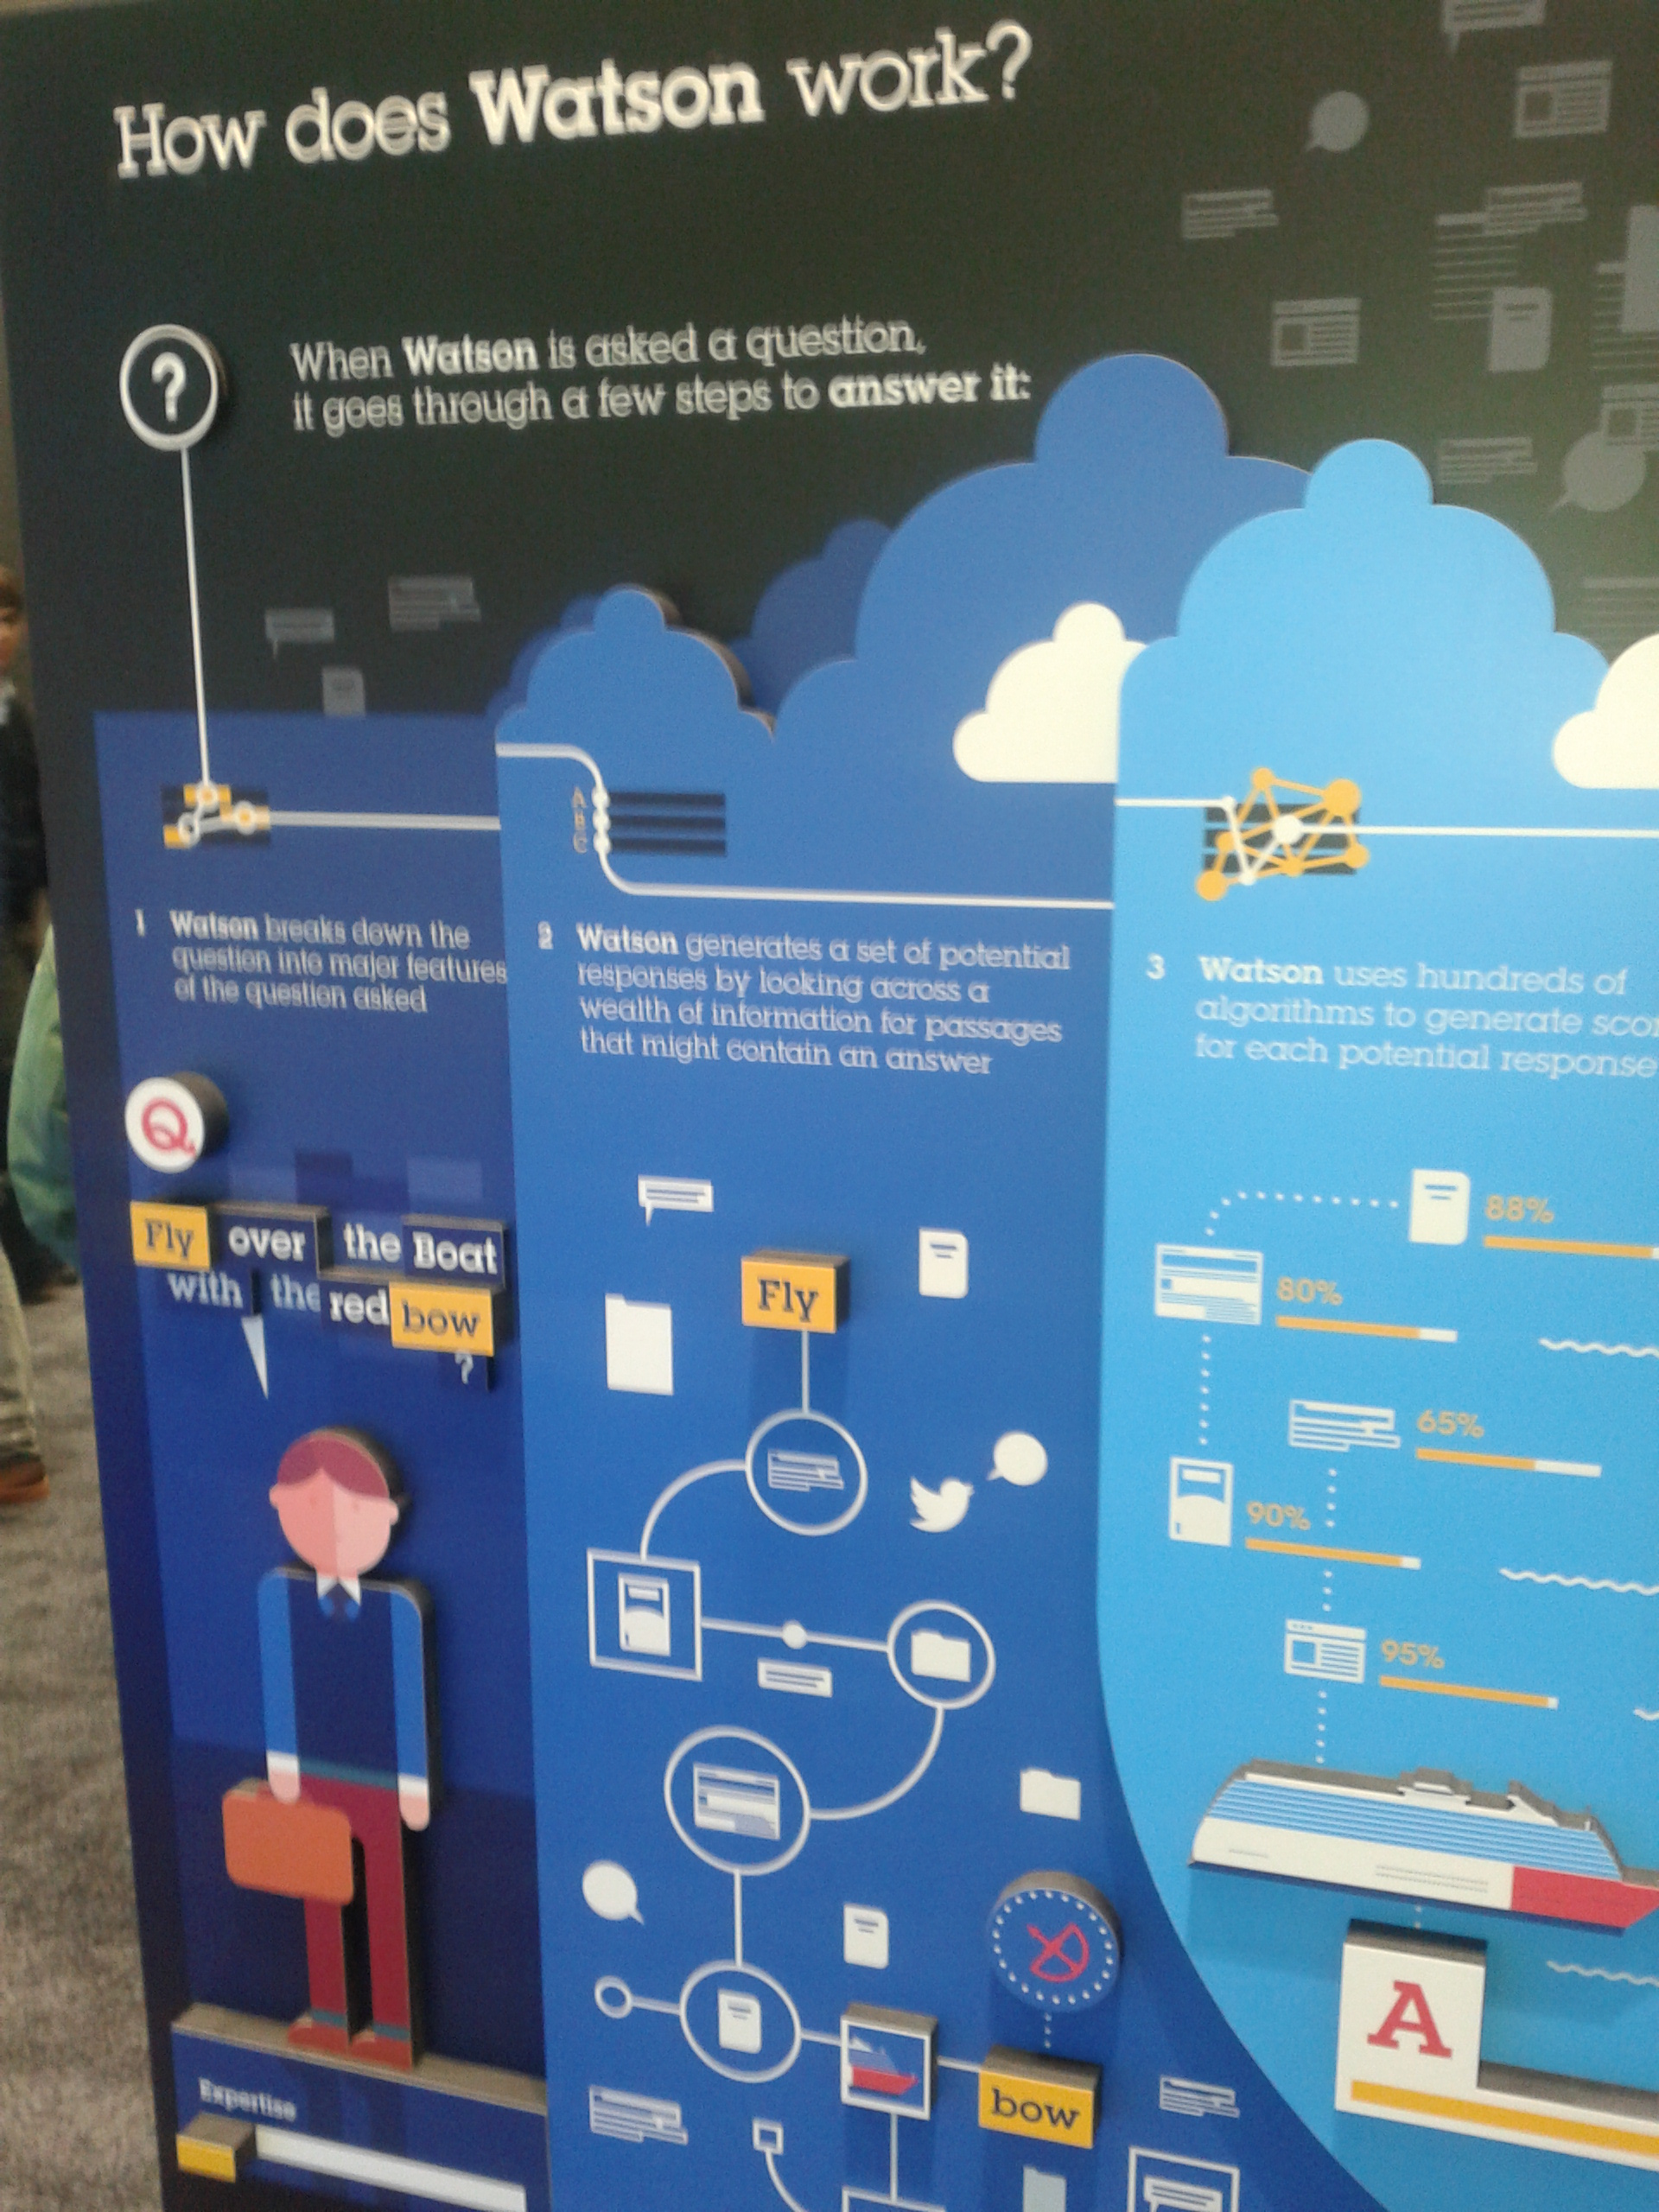 How does Watson work?
?
When Watson is asked a question,
it goes through a few steps to answer it:
A
B
C
1 Watson breaks down the
question into major features
of the question asked
Q
Fly over the Boat
with the red bow
?
Expertise
2 Watson generates a set of potential
responses by looking across a
wealth of information for passages
that might contain an answer
Fly
bow
3 Watson uses hundreds of
algorithms to generate
for each potential response
88%
80%
65%
90%
95%
A